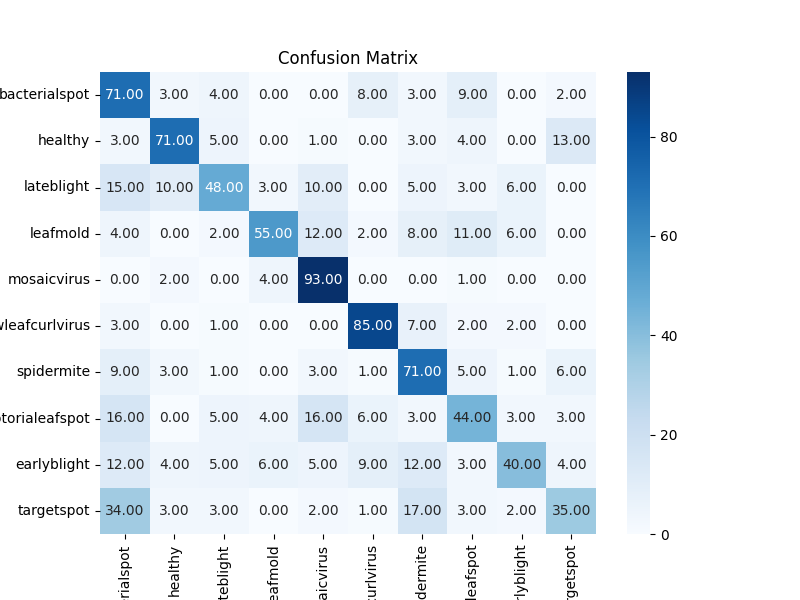 Confusion Matrix
bacterialspot 71.00 3.00 4.00 0.00 0.00 8.00 3.00 9.00 0.00 2.00
healthy 3.00 71.00 5.00 0.00 1.00 0.00 3.00 4.00 0.00 13.00
lateblight 15.00 10.00 48.00 3.00 10.00 0.00 5.00 3.00 6.00 0.00
leafmold 4.00 0.00 2.00 55.00 12.00 2.00 8.00 11.00 6.00 0.00
mosaicvirus 0.00 2.00 0.00 4.00 93.00 0.00 0.00 1.00 0.00 0.00
wleafcurlvirus 3.00 0.00 1.00 0.00 0.00 85.00 7.00 2.00 2.00 0.00
spidermite 9.00 3.00 1.00 0.00 3.00 1.00 71.00 5.00 1.00 6.00
torialeafspot 16.00 0.00 5.00 4.00 16.00 6.00 3.00 44.00 3.00 3.00
earlyblight 12.00 4.00 5.00 6.00 5.00 9.00 12.00 3.00 40.00 4.00
targetspot 34.00 3.00 3.00 0.00 2.00 1.00 17.00 3.00 2.00 35.00
rialspot
healthy
teblight
eafmold
aicvirus
curlvirus
dermite
leafspot
rlyblight
rgetspot
80
60
40
20
0